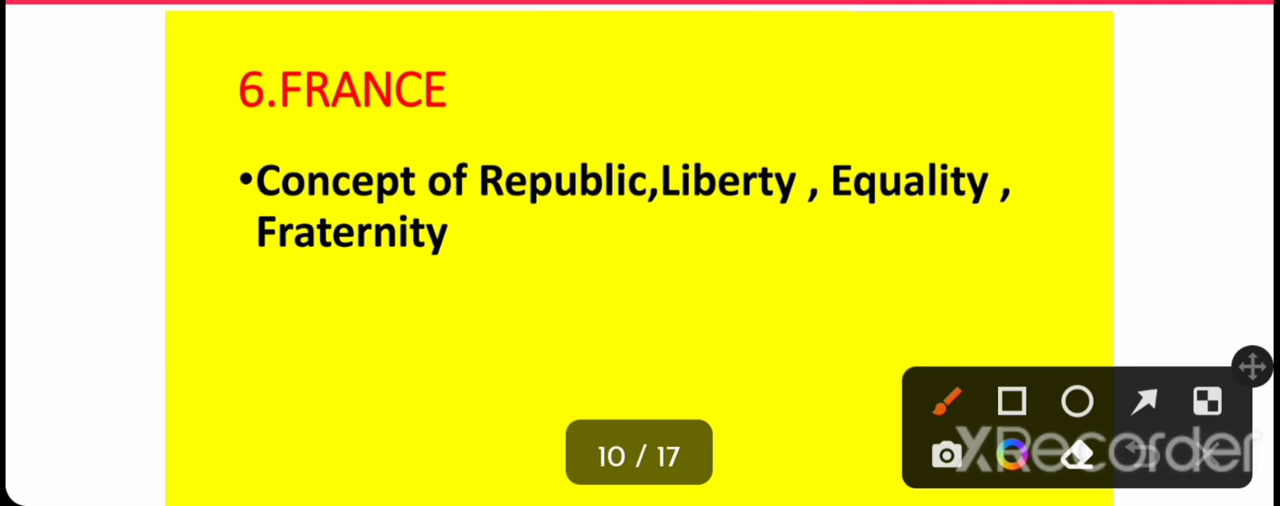 6.FRANCE
•Concept of Republic,Liberty , Equality ,
Fraternity
10 / 17
XRecorder